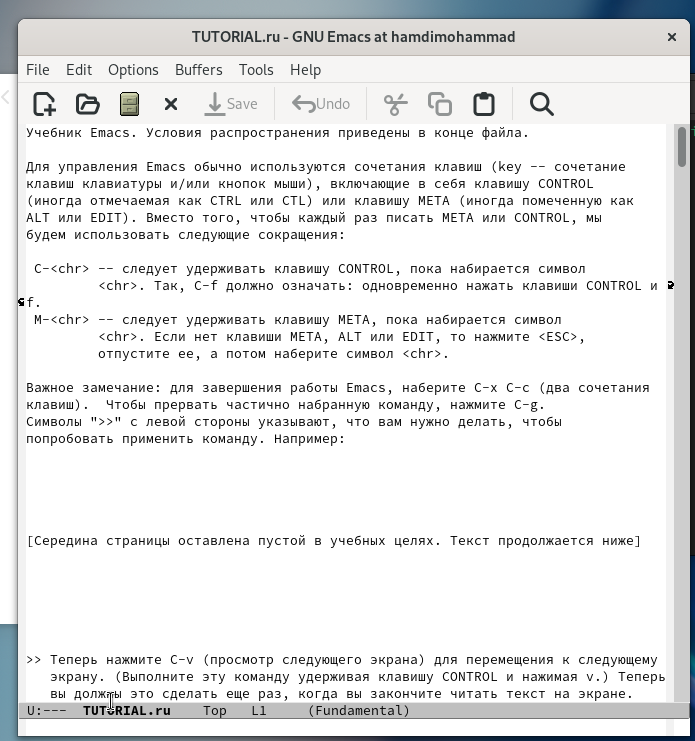 TUTORIAL.ru - GNU Emacs at hamdimohammad
File Edit Options Buffers Tools Help
Save Undo
Учебник Emacs. Условия распространения приведены в конце файла.
Для управления Emacs обычно используются сочетания клавиш (key -- сочетание
клавиш клавиатуры и/или кнопок мыши), включающие в себя клавишу CONTROL
(иногда отмечаемая как CTRL или CTL) или клавишу META (иногда помеченную как
ALT или EDIT). Вместо того, чтобы каждый раз писать META или CONTROL, мы
будем использовать следующие сокращения:
C-<chr> -- следует удерживать клавишу CONTROL, пока набирается символ
<chr>. Так, C-f должно означать: одновременно нажать клавиши CONTROL и
f.
M-<chr> -- следует удерживать клавишу META, пока набирается символ
<chr>. Если нет клавиши META, ALT или EDIT, то нажмите <ESC>,
отпустите ее, а потом наберите символ <chr>.
Важное замечание: для завершения работы Emacs, наберите C-x C-c (два сочетания
клавиш).  Чтобы прервать частично набранную команду, нажмите C-g.
Символы ">>" с левой стороны указывают, что вам нужно делать, чтобы
попробовать применить команду. Например:
[Середина страницы оставлена пустой в учебных целях. Текст продолжается ниже]
>> Теперь нажмите C-v (просмотр следующего экрана) для перемещения к следующему
экрану. (Выполните эту команду удерживая клавишу CONTROL и нажимая v.) Теперь
вы должны это сделать еще раз, когда вы закончите читать текст на экране.
U:--- TUTORIAL.ru Top L1 (Fundamental)